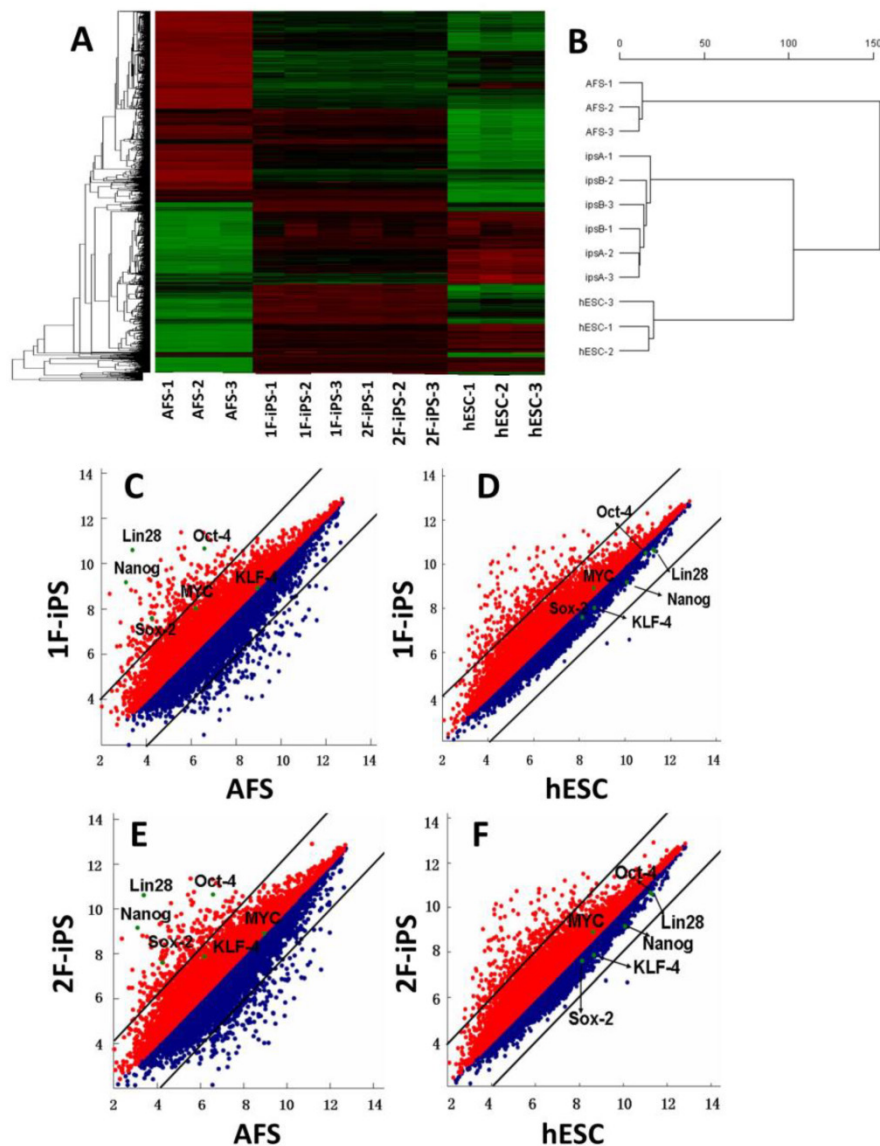 A
B
0 50 100 150
AFS-1
AFS-2
AFS-3
ipsA-1
ipsB-2
ipsB-3
ipsB-1
ipsA-2
ipsA-3
hESC-3
hESC-1
hESC-2
AFS-1
AFS-2
AFS-3
1F-iPS-1
1F-iPS-2
1F-iPS-3
2F-iPS-1
2F-iPS-2
2F-iPS-3
hESC-1
hESC-2
hESC-3
C
14
12
10
8
6
4
1F-iPS
Lin28
Oct-4
Nanog
KLF-4
MYC
Sox-2
2 4 6 8 10 12 14
AFS
D
14
12
10
8
6
4
1F-iPS
Oct-4
MYC
Lin28
Nanog
Sox-2
KLF-4
2 4 6 8 10 12 14
hESC
E
14
12
10
8
6
4
2F-iPS
Lin28
Oct-4
Nanog
MYC
Sox-2
KLF-4
2 4 6 8 10 12 14
AFS
F
14
12
10
8
6
4
2F-iPS
Oct-4
MYC
Lin28
Nanog
KLF-4
Sox-2
2 4 6 8 10 12 14
hESC